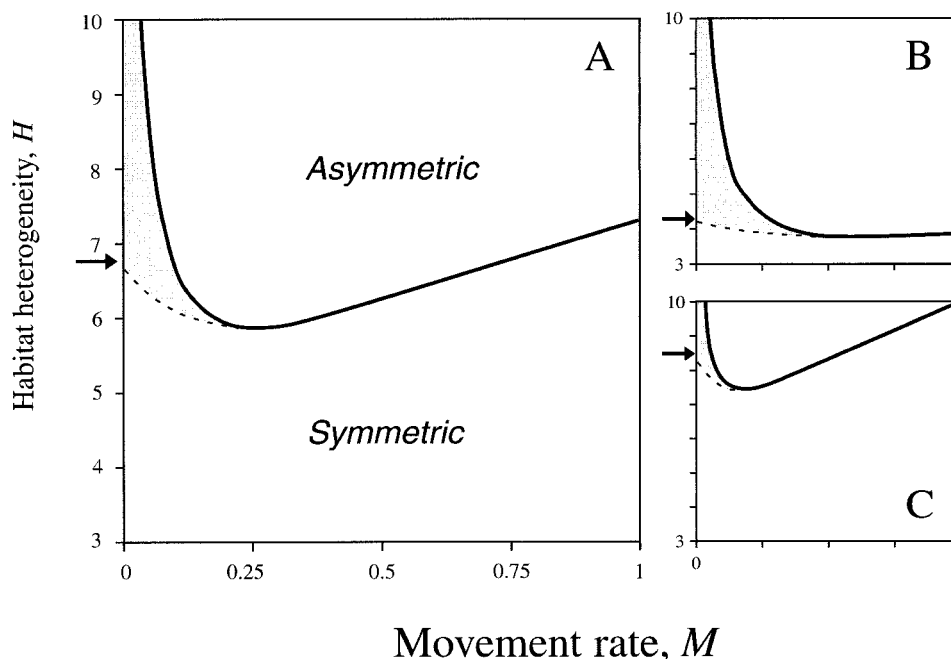 A
Habitat heterogeneity, H
10
9
8
7
6
5
4
3
Asymmetric
Symmetric
0
0.25
0.5
0.75
1
B
10
3
C
10
3
0
Movement rate, M